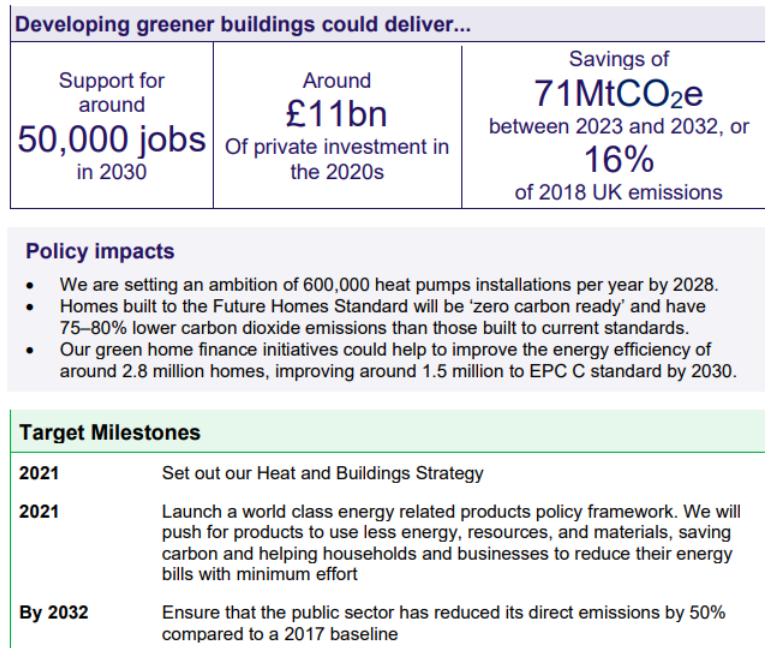 Developing greener buildings could deliver...
Support for
around
50,000 jobs
in 2030
Around
£11bn
Of private investment in
the 2020s
Savings of
71MtCO₂e
between 2023 and 2032, or
16%
of 2018 UK emissions
Policy impacts
• We are setting an ambition of 600,000 heat pumps installations per year by 2028.
• Homes built to the Future Homes Standard will be ‘zero carbon ready’ and have
75–80% lower carbon dioxide emissions than those built to current standards.
• Our green home finance initiatives could help to improve the energy efficiency of
around 2.8 million homes, improving around 1.5 million to EPC C standard by 2030.
Target Milestones
2021 Set out our Heat and Buildings Strategy
2021 Launch a world class energy related products policy framework. We will
push for products to use less energy, resources, and materials, saving
carbon and helping households and businesses to reduce their energy
bills with minimum effort
By 2032 Ensure that the public sector has reduced its direct emissions by 50%
compared to a 2017 baseline